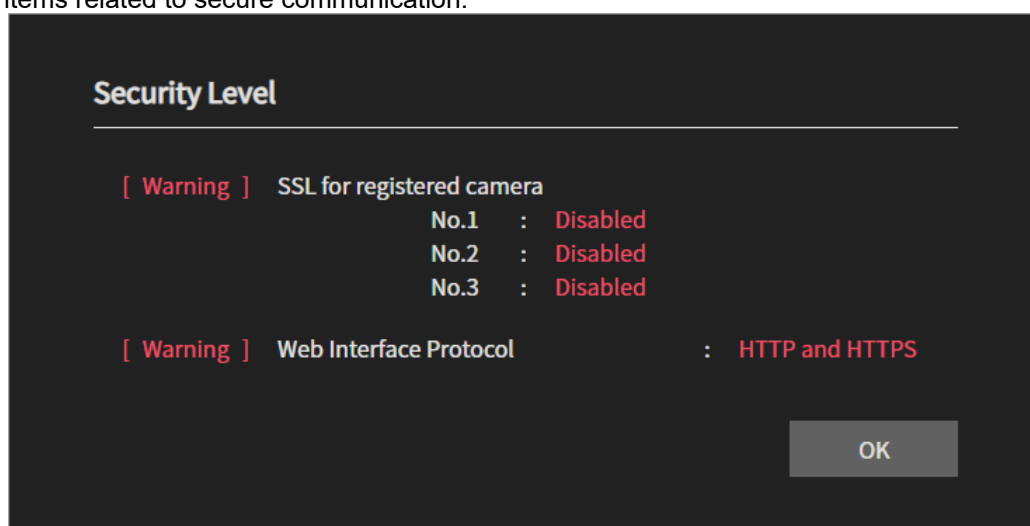 items related to secure communication.
Security Level
[ Warning ] SSL for registered camera
No.1 : Disabled
No.2 : Disabled
No.3 : Disabled
[ Warning ] Web Interface Protocol : HTTP and HTTPS
OK